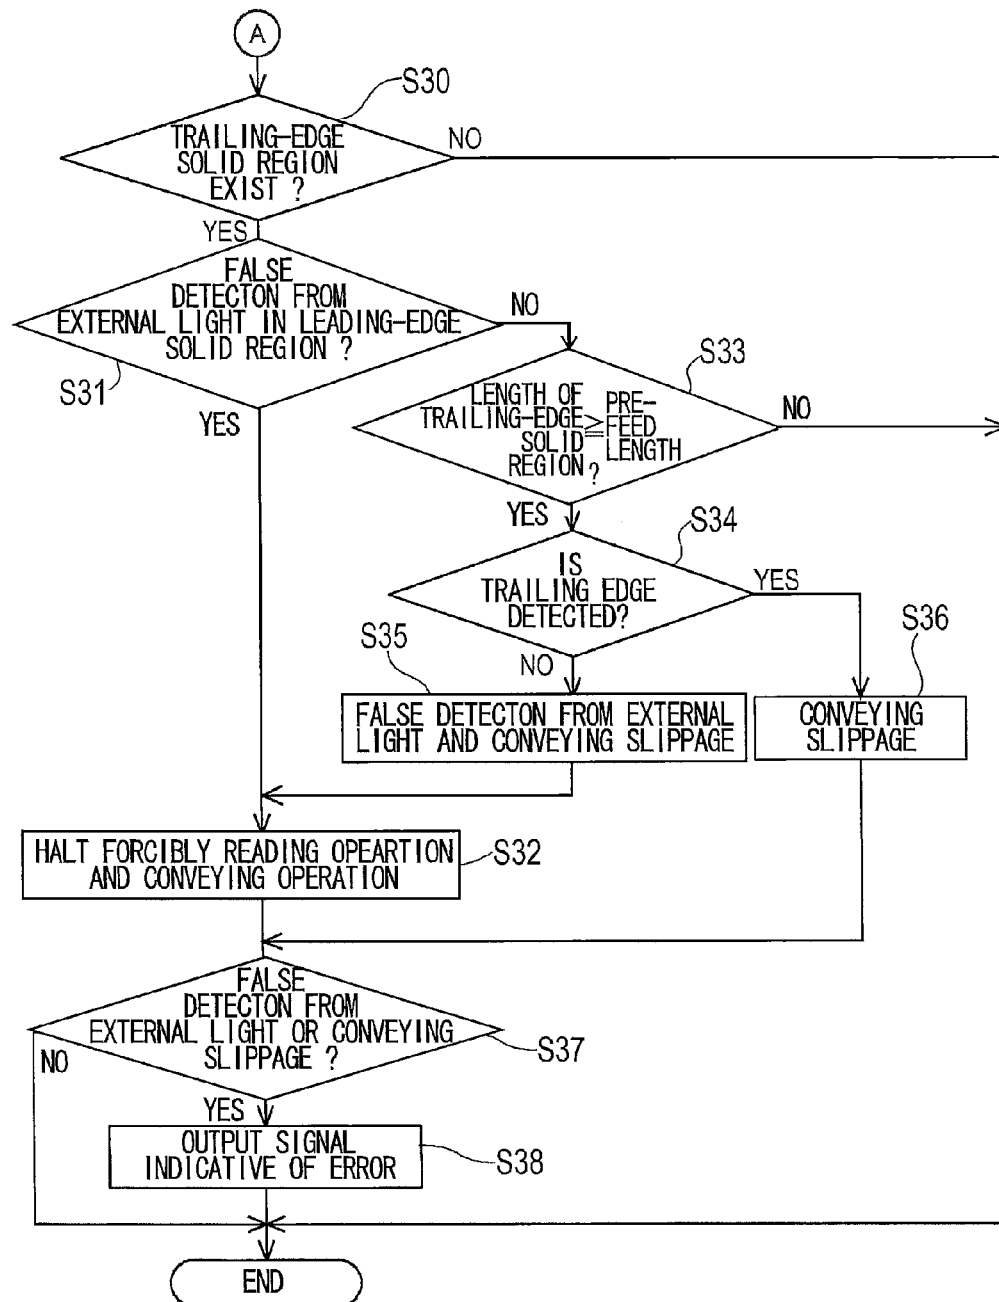 A
S30
TRAILING-EDGE
SOLID REGION
EXIST ?
NO
YES
FALSE
DETECTON FROM
EXTERNAL LIGHT IN LEADING-EDGE
SOLID REGION ?
NO
S31
YES
S33
LENGTH OF
TRAILING-EDGE
SOLID
REGION
≧
PRE-
FEED
LENGTH
?
NO
YES
S34
IS
TRAILING EDGE
DETECTED?
YES
NO
S35
FALSE DETECTON FROM EXTERNAL
LIGHT AND CONVEYING SLIPPAGE
S36
CONVEYING
SLIPPAGE
HALT FORCIBLY READING OPEARTION
AND CONVEYING OPERATION
S32
FALSE
DETECTON FROM
EXTERNAL LIGHT OR CONVEYING
SLIPPAGE ?
S37
NO
YES
OUTPUT SIGNAL
INDICATIVE OF ERROR
S38
END